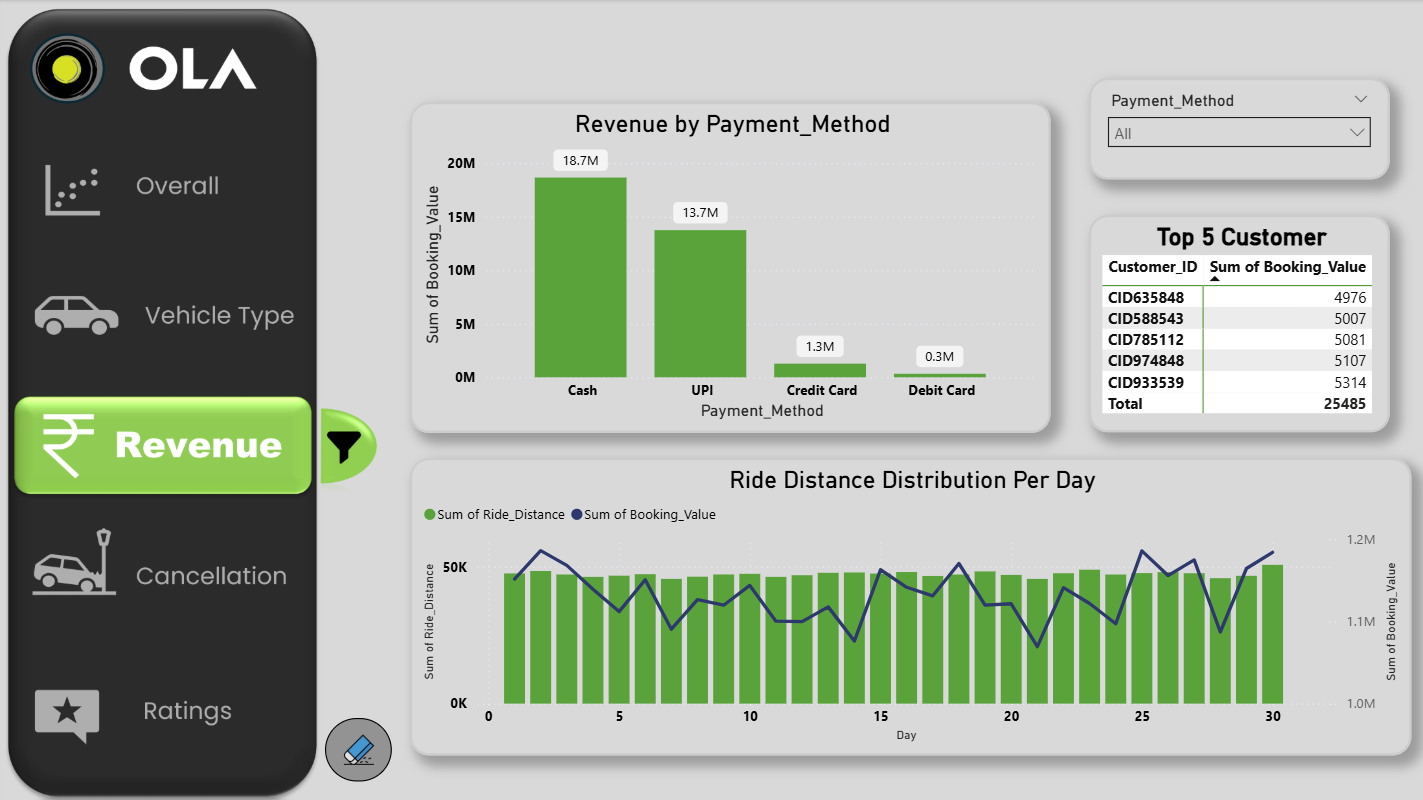 OLA
Overall
Vehicle Type
Revenue
Cancellation
Ratings
Revenue by Payment_Method
Sum of Booking_Value
20M
15M
10M
5M
0M
18.7M
13.7M
1.3M
0.3M
Cash UPI Credit Card Debit Card
Payment_Method
Payment_Method
All
Top 5 Customer
Customer_ID Sum of Booking_Value
CID635848 4976
CID588543 5007
CID785112 5081
CID974848 5107
CID933539 5314
Total 25485
Ride Distance Distribution Per Day
Sum of Ride_Distance Sum of Booking_Value
Sum of Ride_Distance
50K
0K
0 5 10 15 20 25 30
Day
1.2M
1.1M
1.0M
Sum of Booking_Value